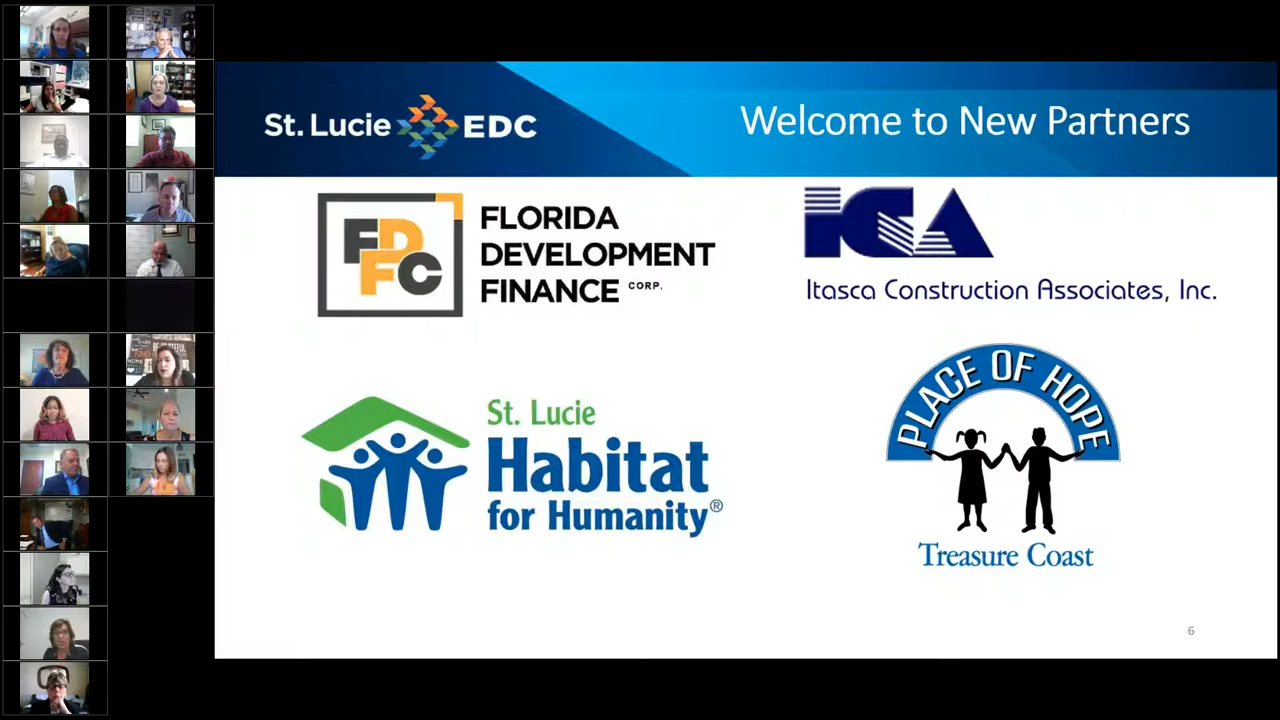 St. Lucie EDC
Welcome to New Partners
FDFC
FLORIDA
DEVELOPMENT
FINANCE CORP.
ICA
Itasca Construction Associates, Inc.
St. Lucie
Habitat
for Humanity®
PLACE OF HOPE
Treasure Coast
6